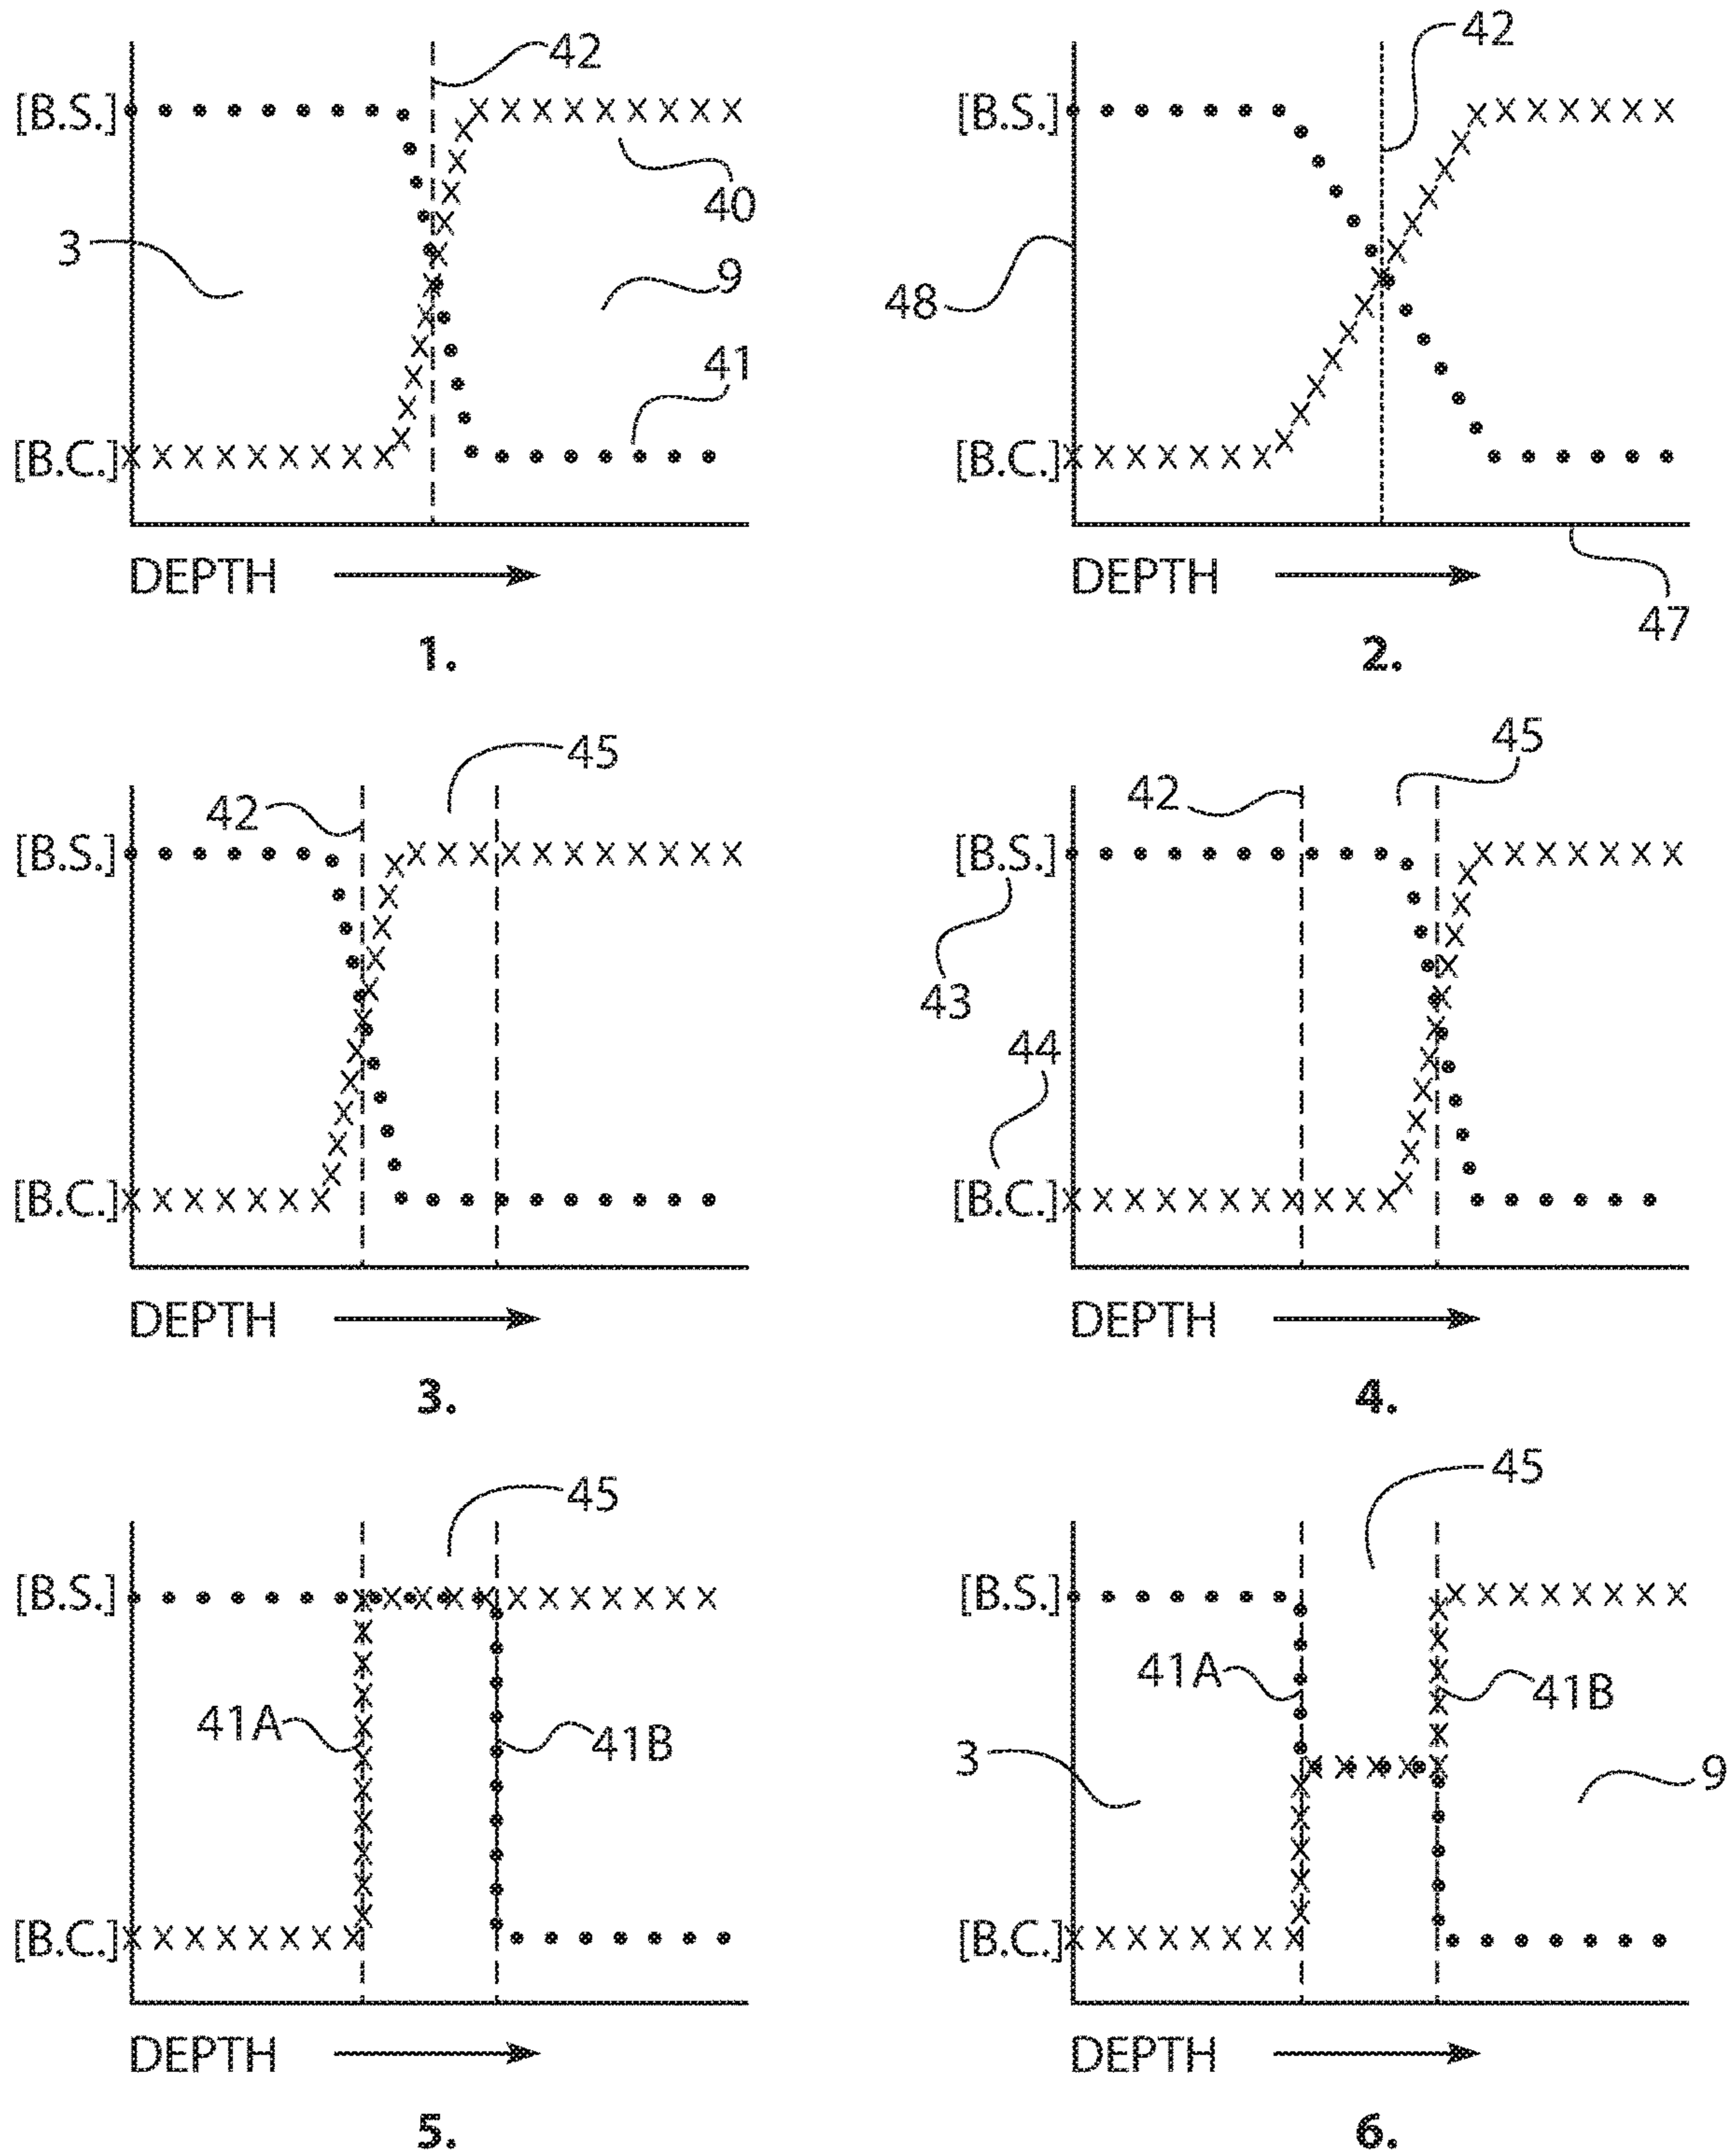 42
[B.S.]
40
3
9
41
[B.C.]
DEPTH
1.
42
[B.S.]
48
[B.C.]
DEPTH
47
2.
45
42
[B.S.]
[B.C.]
DEPTH
3.
45
42
[B.S.]
43
44
[B.C.]
DEPTH
4.
45
[B.S.]
41A
41B
[B.C.]
DEPTH
5.
45
[B.S.]
41A
41B
3
9
[B.C.]
DEPTH
6.